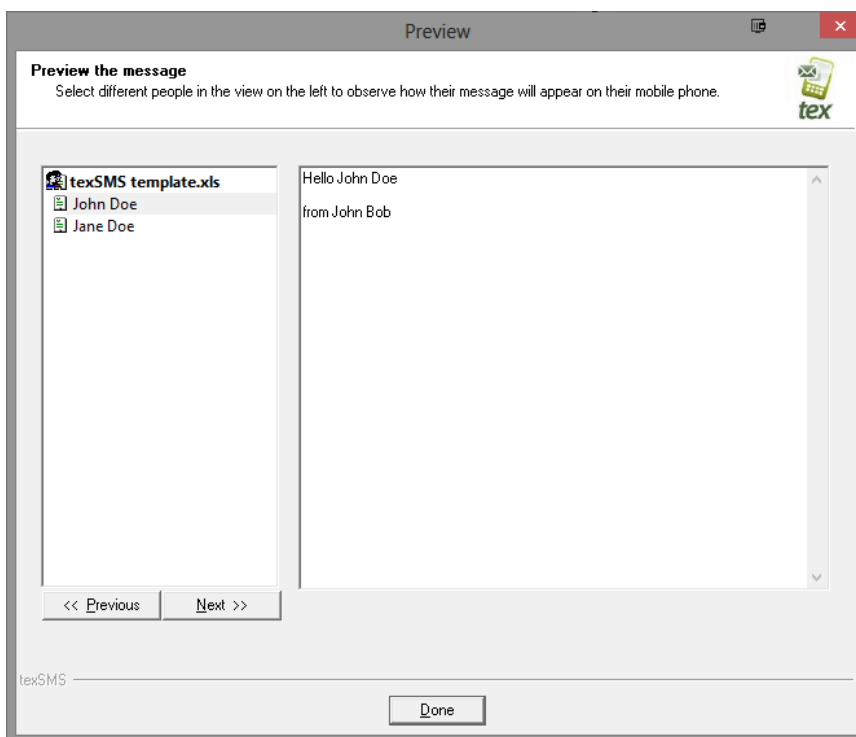 Preview
Preview the message
Select different people in the view on the left to observe how their message will appear on their mobile phone.
tex
texSMS template.xls
John Doe
Jane Doe
Hello John Doe
from John Bob
<< Previous
Next >>
texSMS
Done